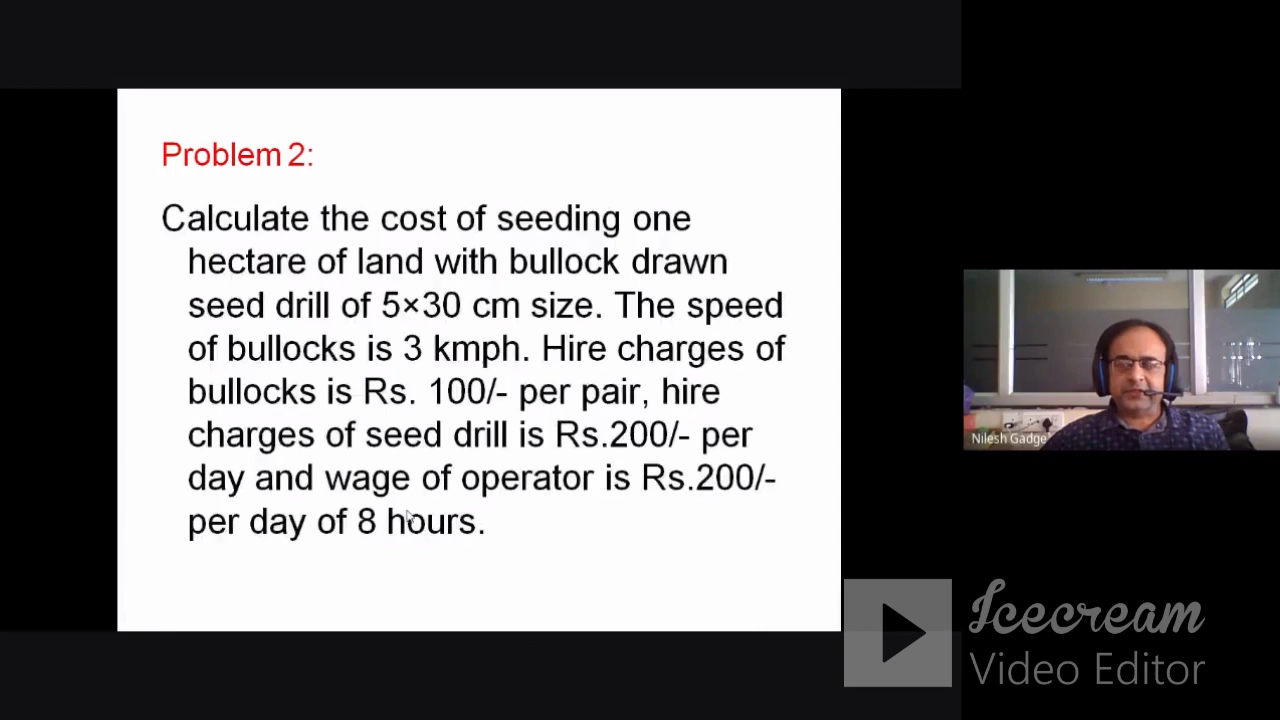 Problem 2:
Calculate the cost of seeding one
hectare of land with bullock drawn
seed drill of 5×30 cm size. The speed
of bullocks is 3 kmph. Hire charges of
bullocks is Rs. 100/- per pair, hire
charges of seed drill is Rs.200/- per
day and wage of operator is Rs.200/-
per day of 8 hours.
Nilesh Gadge
Icecream
Video Editor